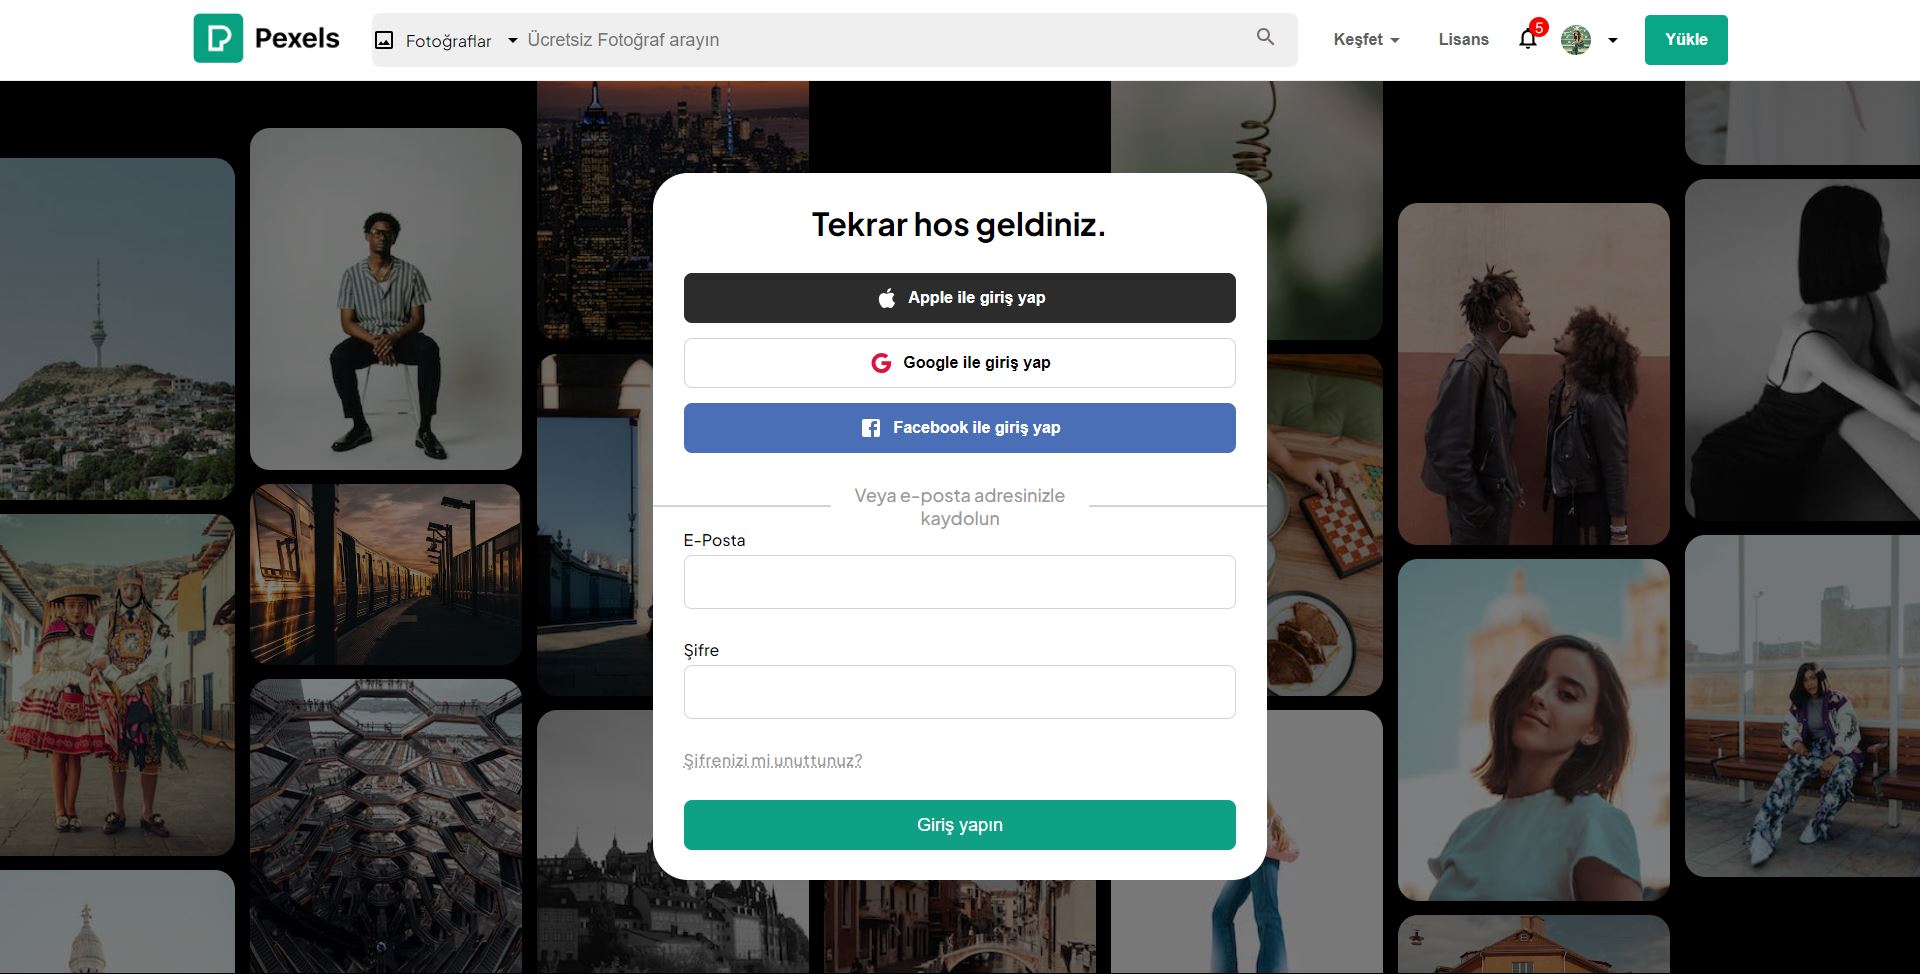 Pexels
Fotoğraflar
Ücretsiz Fotoğraf arayın
Keşfet
Lisans
5
Yükle
Tekrar hos geldiniz.
Apple ile giriş yap
Google ile giriş yap
Facebook ile giriş yap
Veya e-posta adresinizle
kaydolun
E-Posta
Şifre
Şifrenizi mi unuttunuz?
Giriş yapın